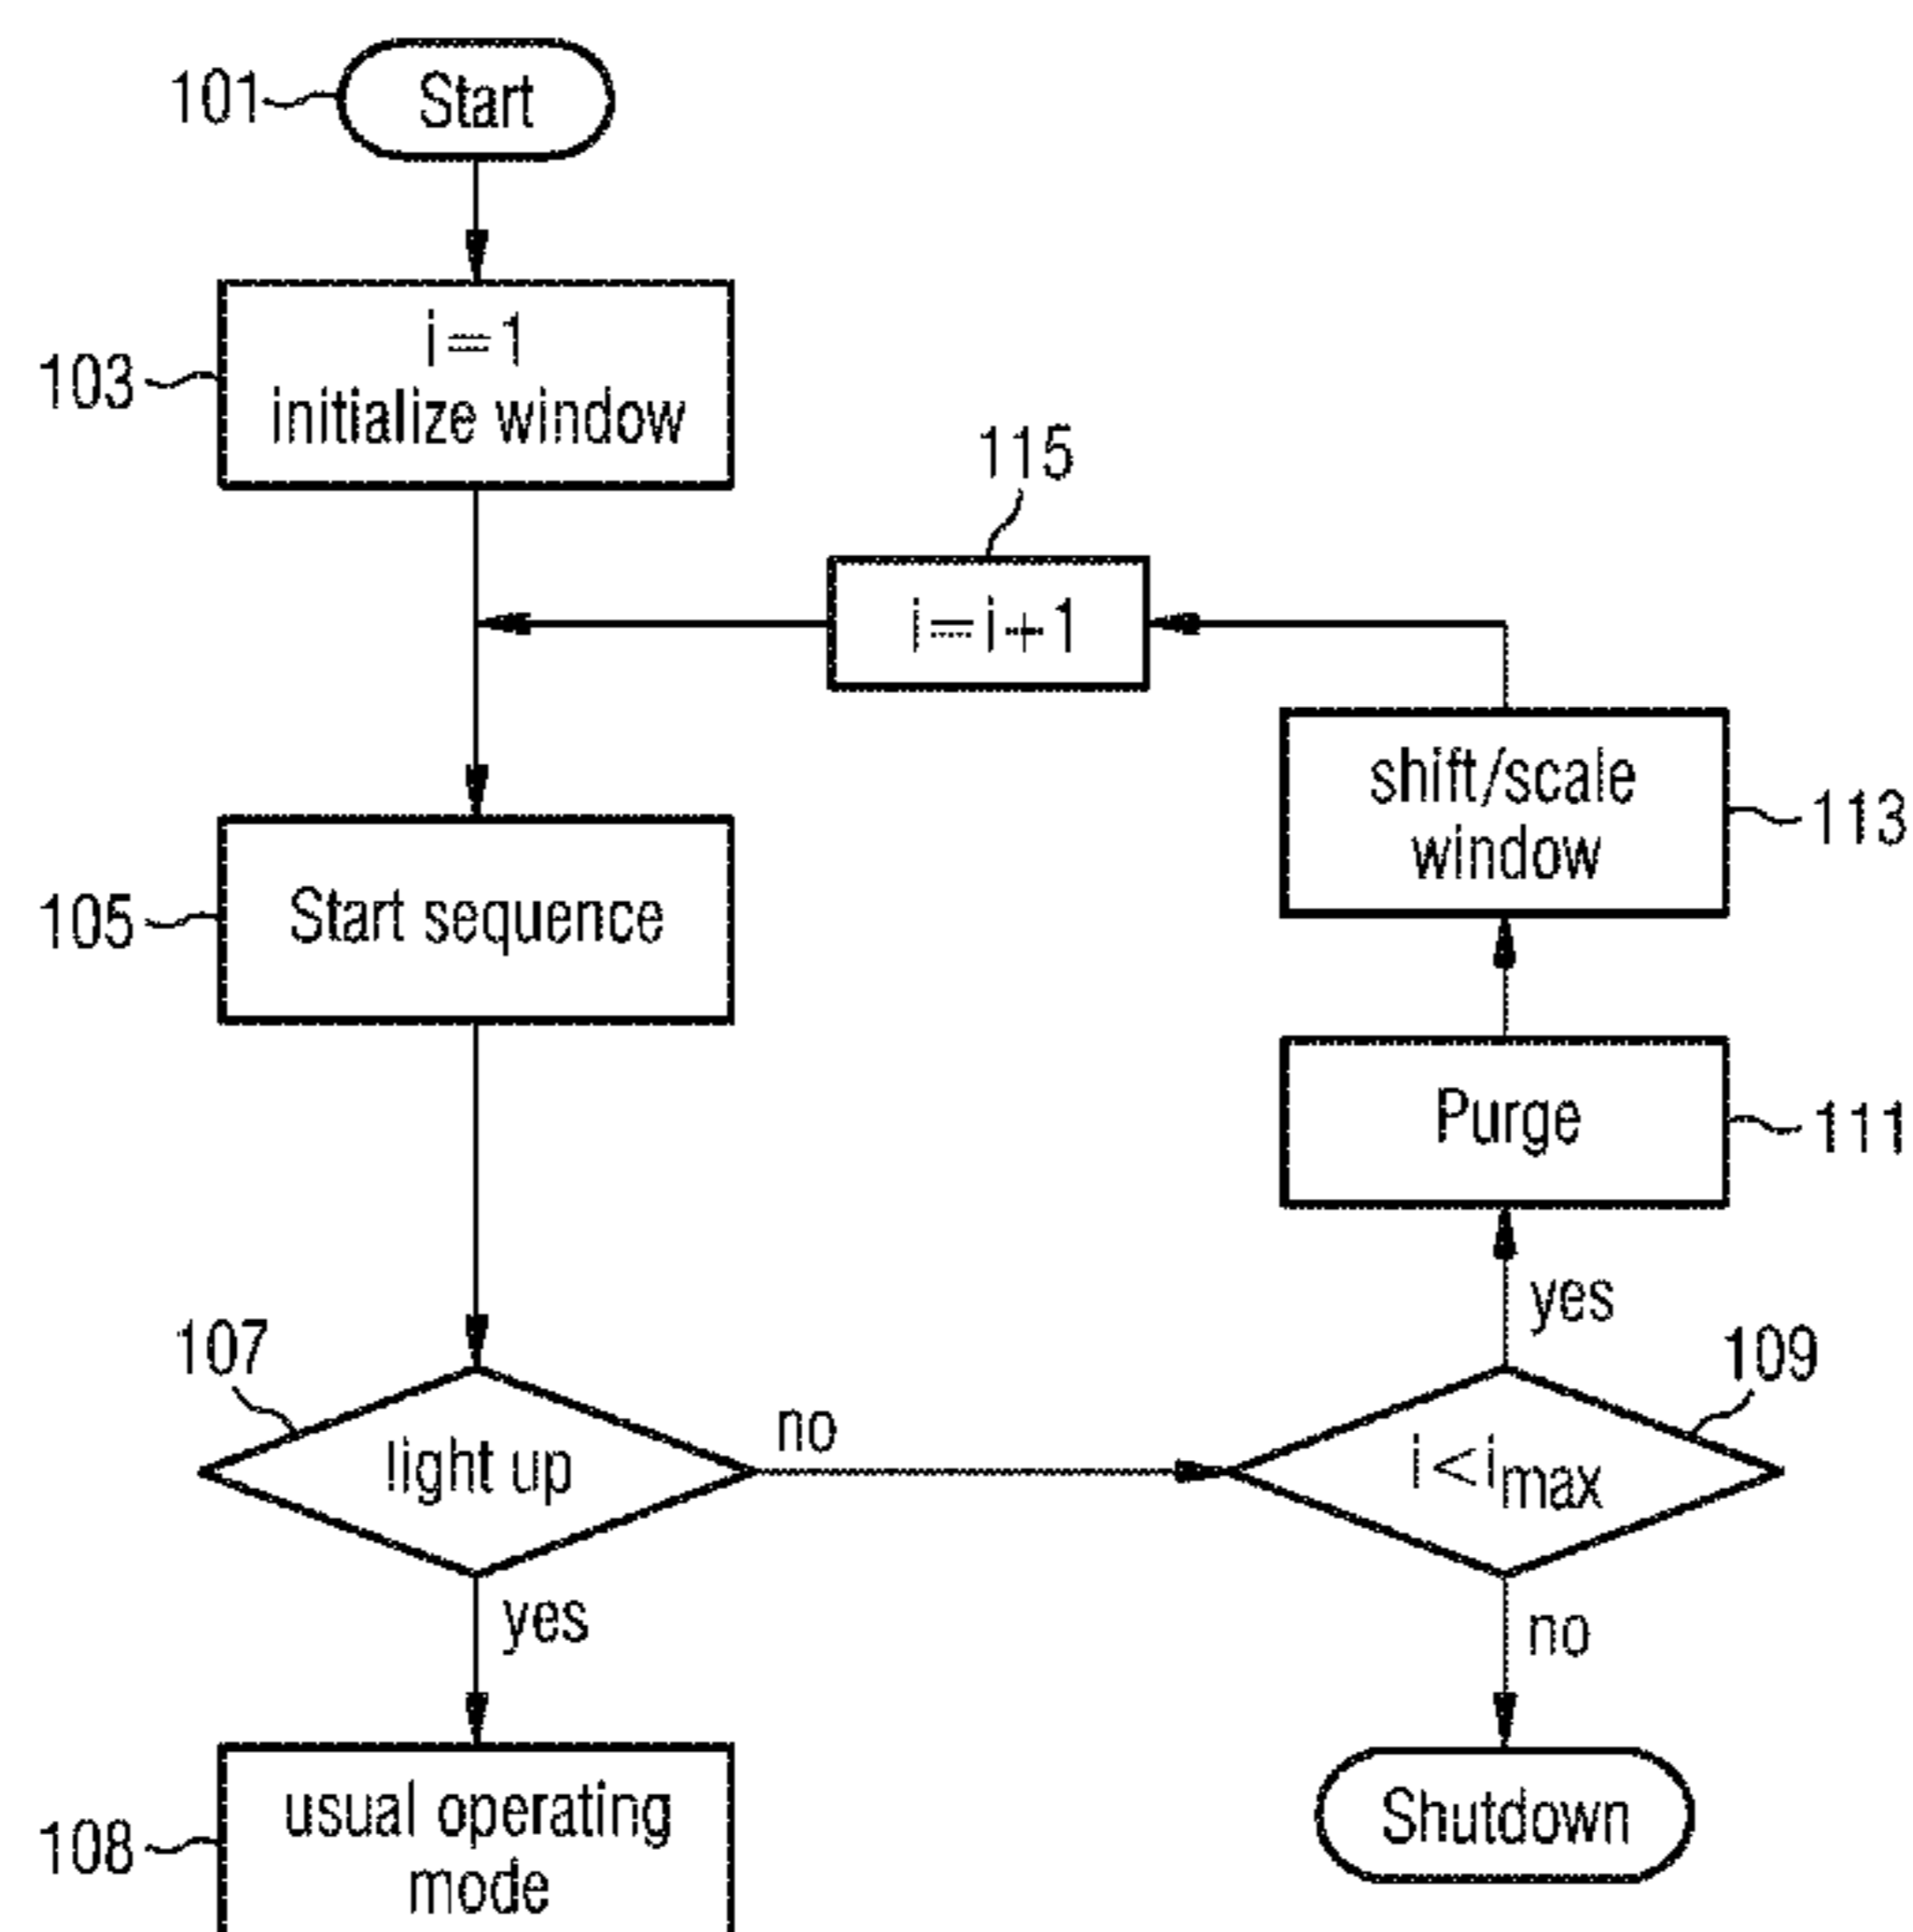 101
Start
103
i=1
initialize window
115
i=i+1
shift/scale
window
113
105
Start sequence
Purge
111
yes
107
109
light up
no
i<imax
yes
no
108
usual operating
mode
Shutdown